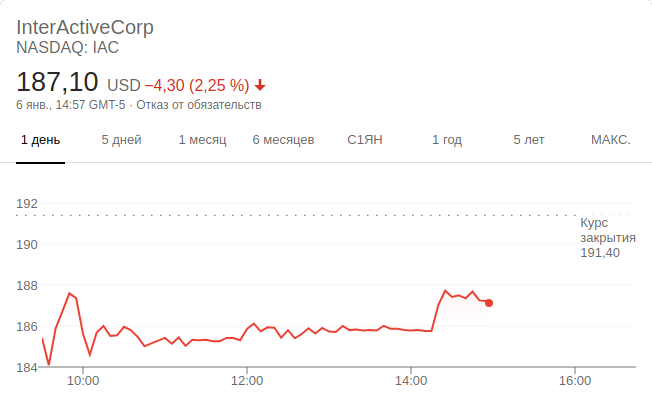 InterActiveCorp
NASDAQ: IAC
187,10 USD −4,30 (2,25 %)
6 янв., 14:57 GMT-5 · Отказ от обязательств
1 день 5 дней 1 месяц 6 месяцев С1ЯН 1 год 5 лет МАКС.
192
Курс
закрытия
191,40
190
188
186
184
10:00 12:00 14:00 16:00